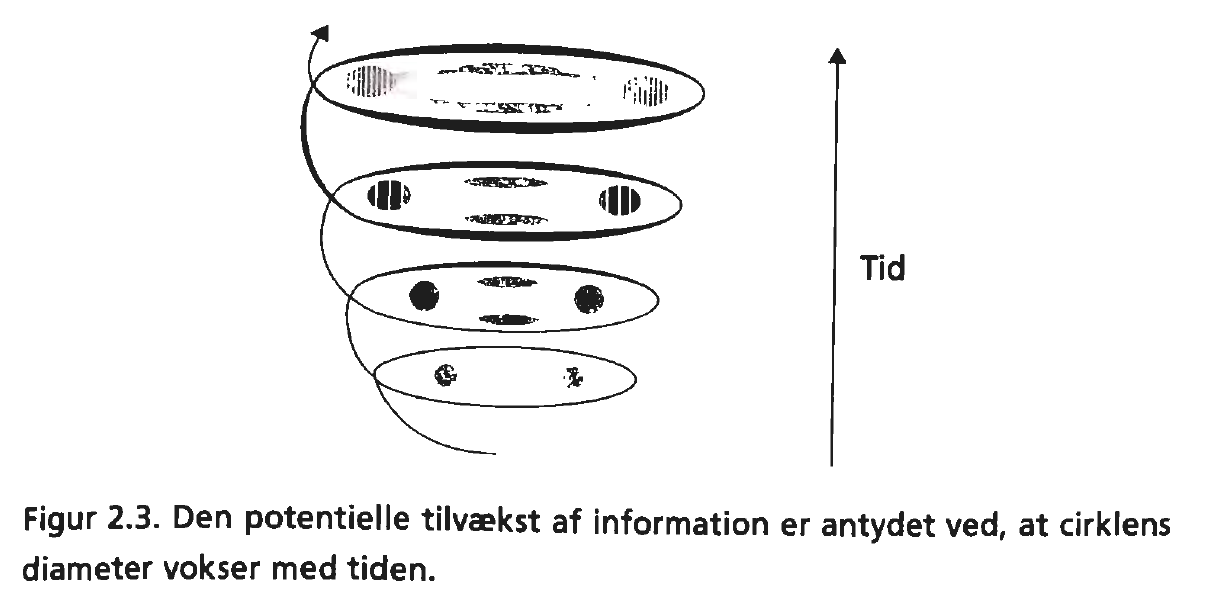 Tid
Figur 2.3. Den potentielle tilvækst af information er antydet ved, at cirklens
diameter vokser med tiden.